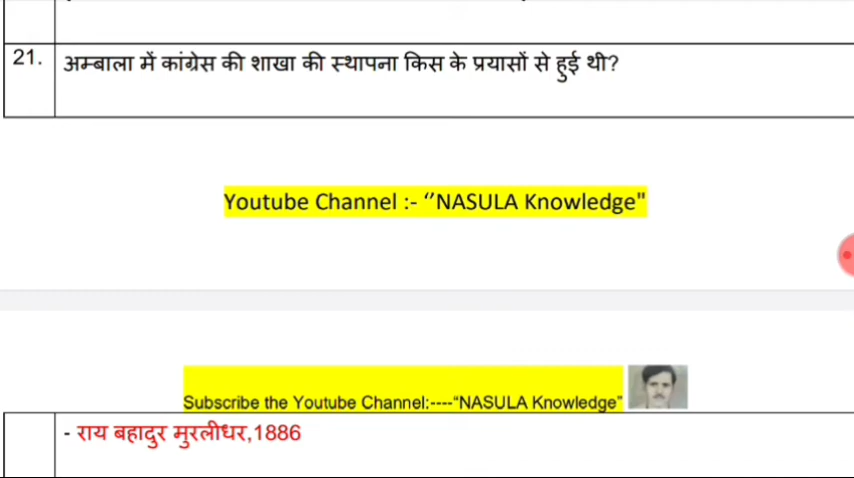 21. अम्बाला में कांग्रेस की शाखा की स्थापना किस के प्रयासों से हुई थी?
Youtube Channel :- “NASULA Knowledge"
Subscribe the Youtube Channel:----“NASULA Knowledge”
- राय बहादुर मुरलीधर,1886